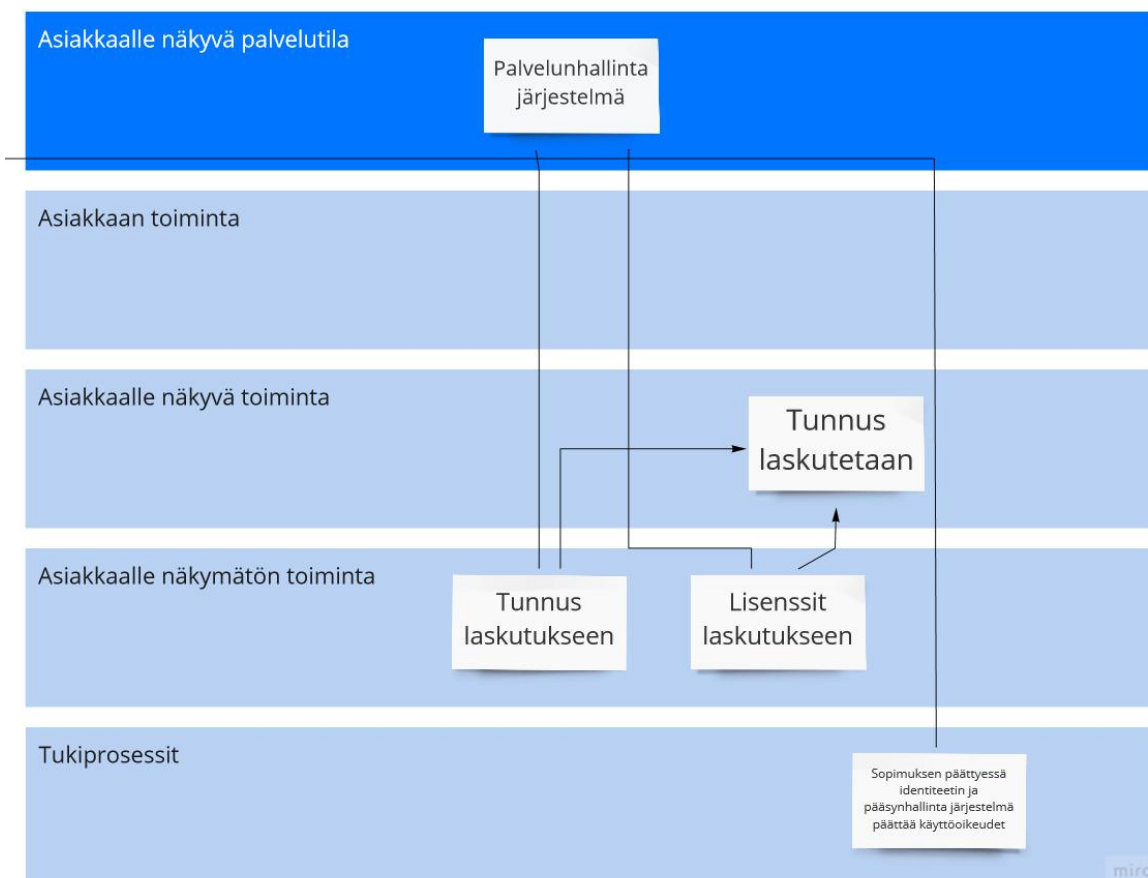 Asiakkaalle näkyvä palvelutila
Palvelunhallinta
järjestelmä
Asiakkaan toiminta
Asiakkaalle näkyvä toiminta
Tunnus
laskutetaan
Asiakkaalle näkymätön toiminta
Tunnus
laskutukseen
Lisenssit
laskutukseen
Tukiprosessit
Sopimuksen päättyessä
identiteetin ja
pääsynhallinta järjestelmä
päättää käyttöoikeudet
miro